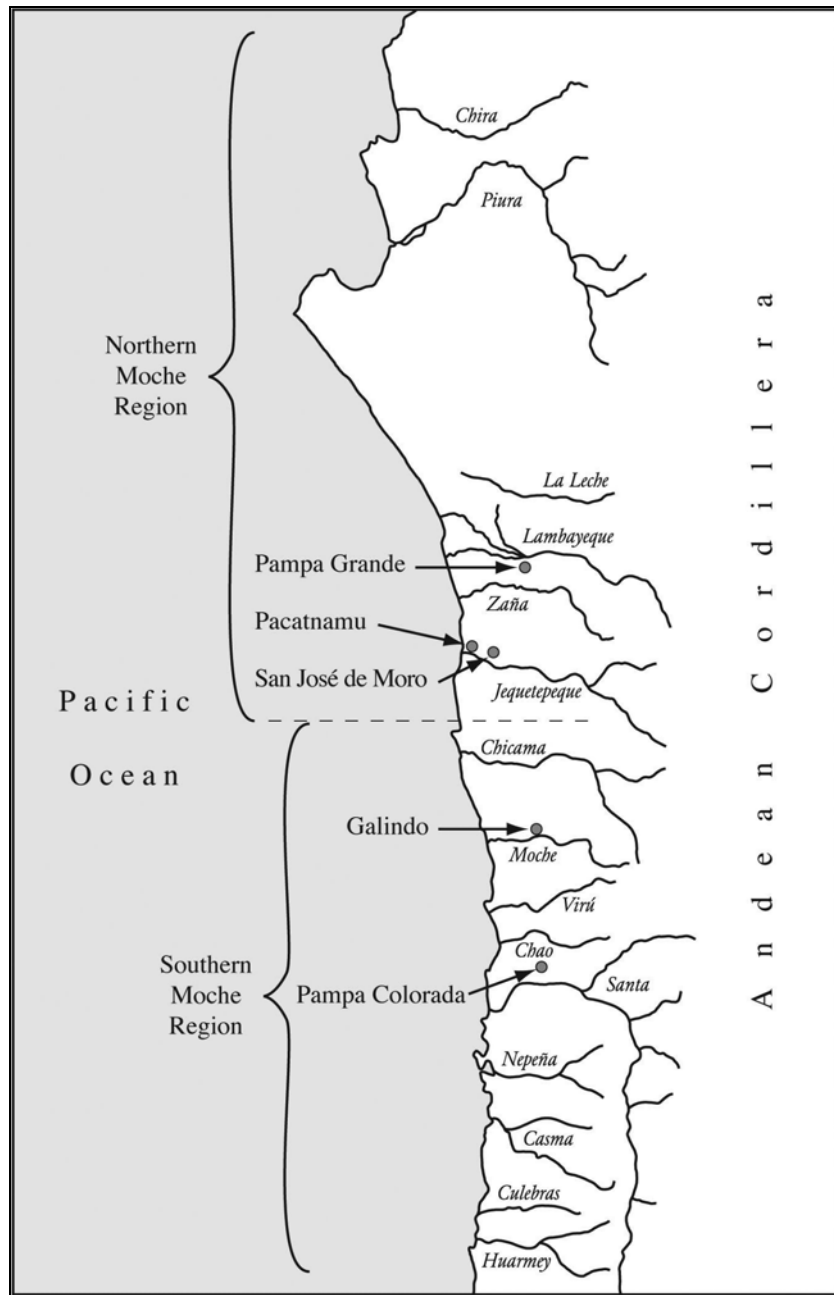 Chira
Piura
Northern
Moche
Region
La Leche
Lambayeque
Pampa Grande
Zaña
Pacatnamu
San José de Moro
Jequetepeque
Pacific
Ocean
Chicama
Galindo
Moche
Virú
Chao
Southern
Moche
Region
Pampa Colorada
Santa
Nepeña
Casma
Culebras
Huarmey
Andean Cordillera